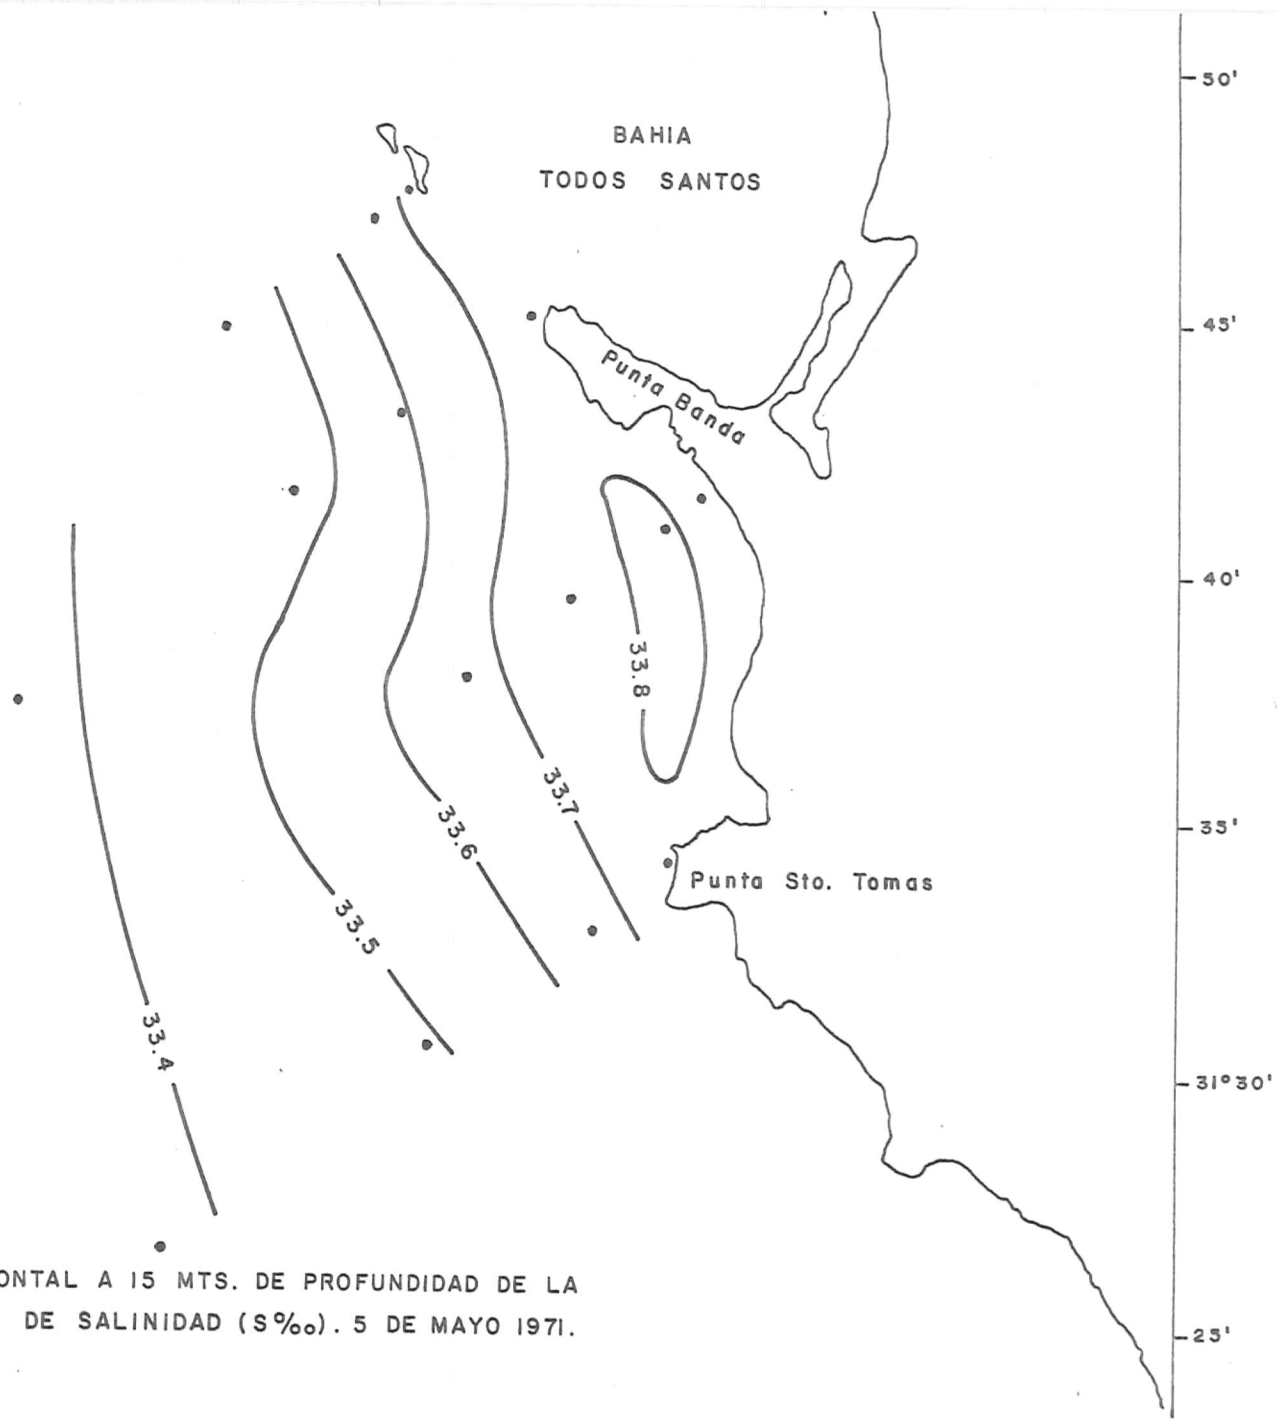 50'
BAHIA
TODOS SANTOS
45'
Punta Banda
40'
33.8
33.7
33.6
35'
Punta Sto. Tomas
33.5
33.4
31°30'
ONTAL A 15 MTS. DE PROFUNDIDAD DE LA
DE SALINIDAD (S‰). 5 DE MAYO 1971.
25'